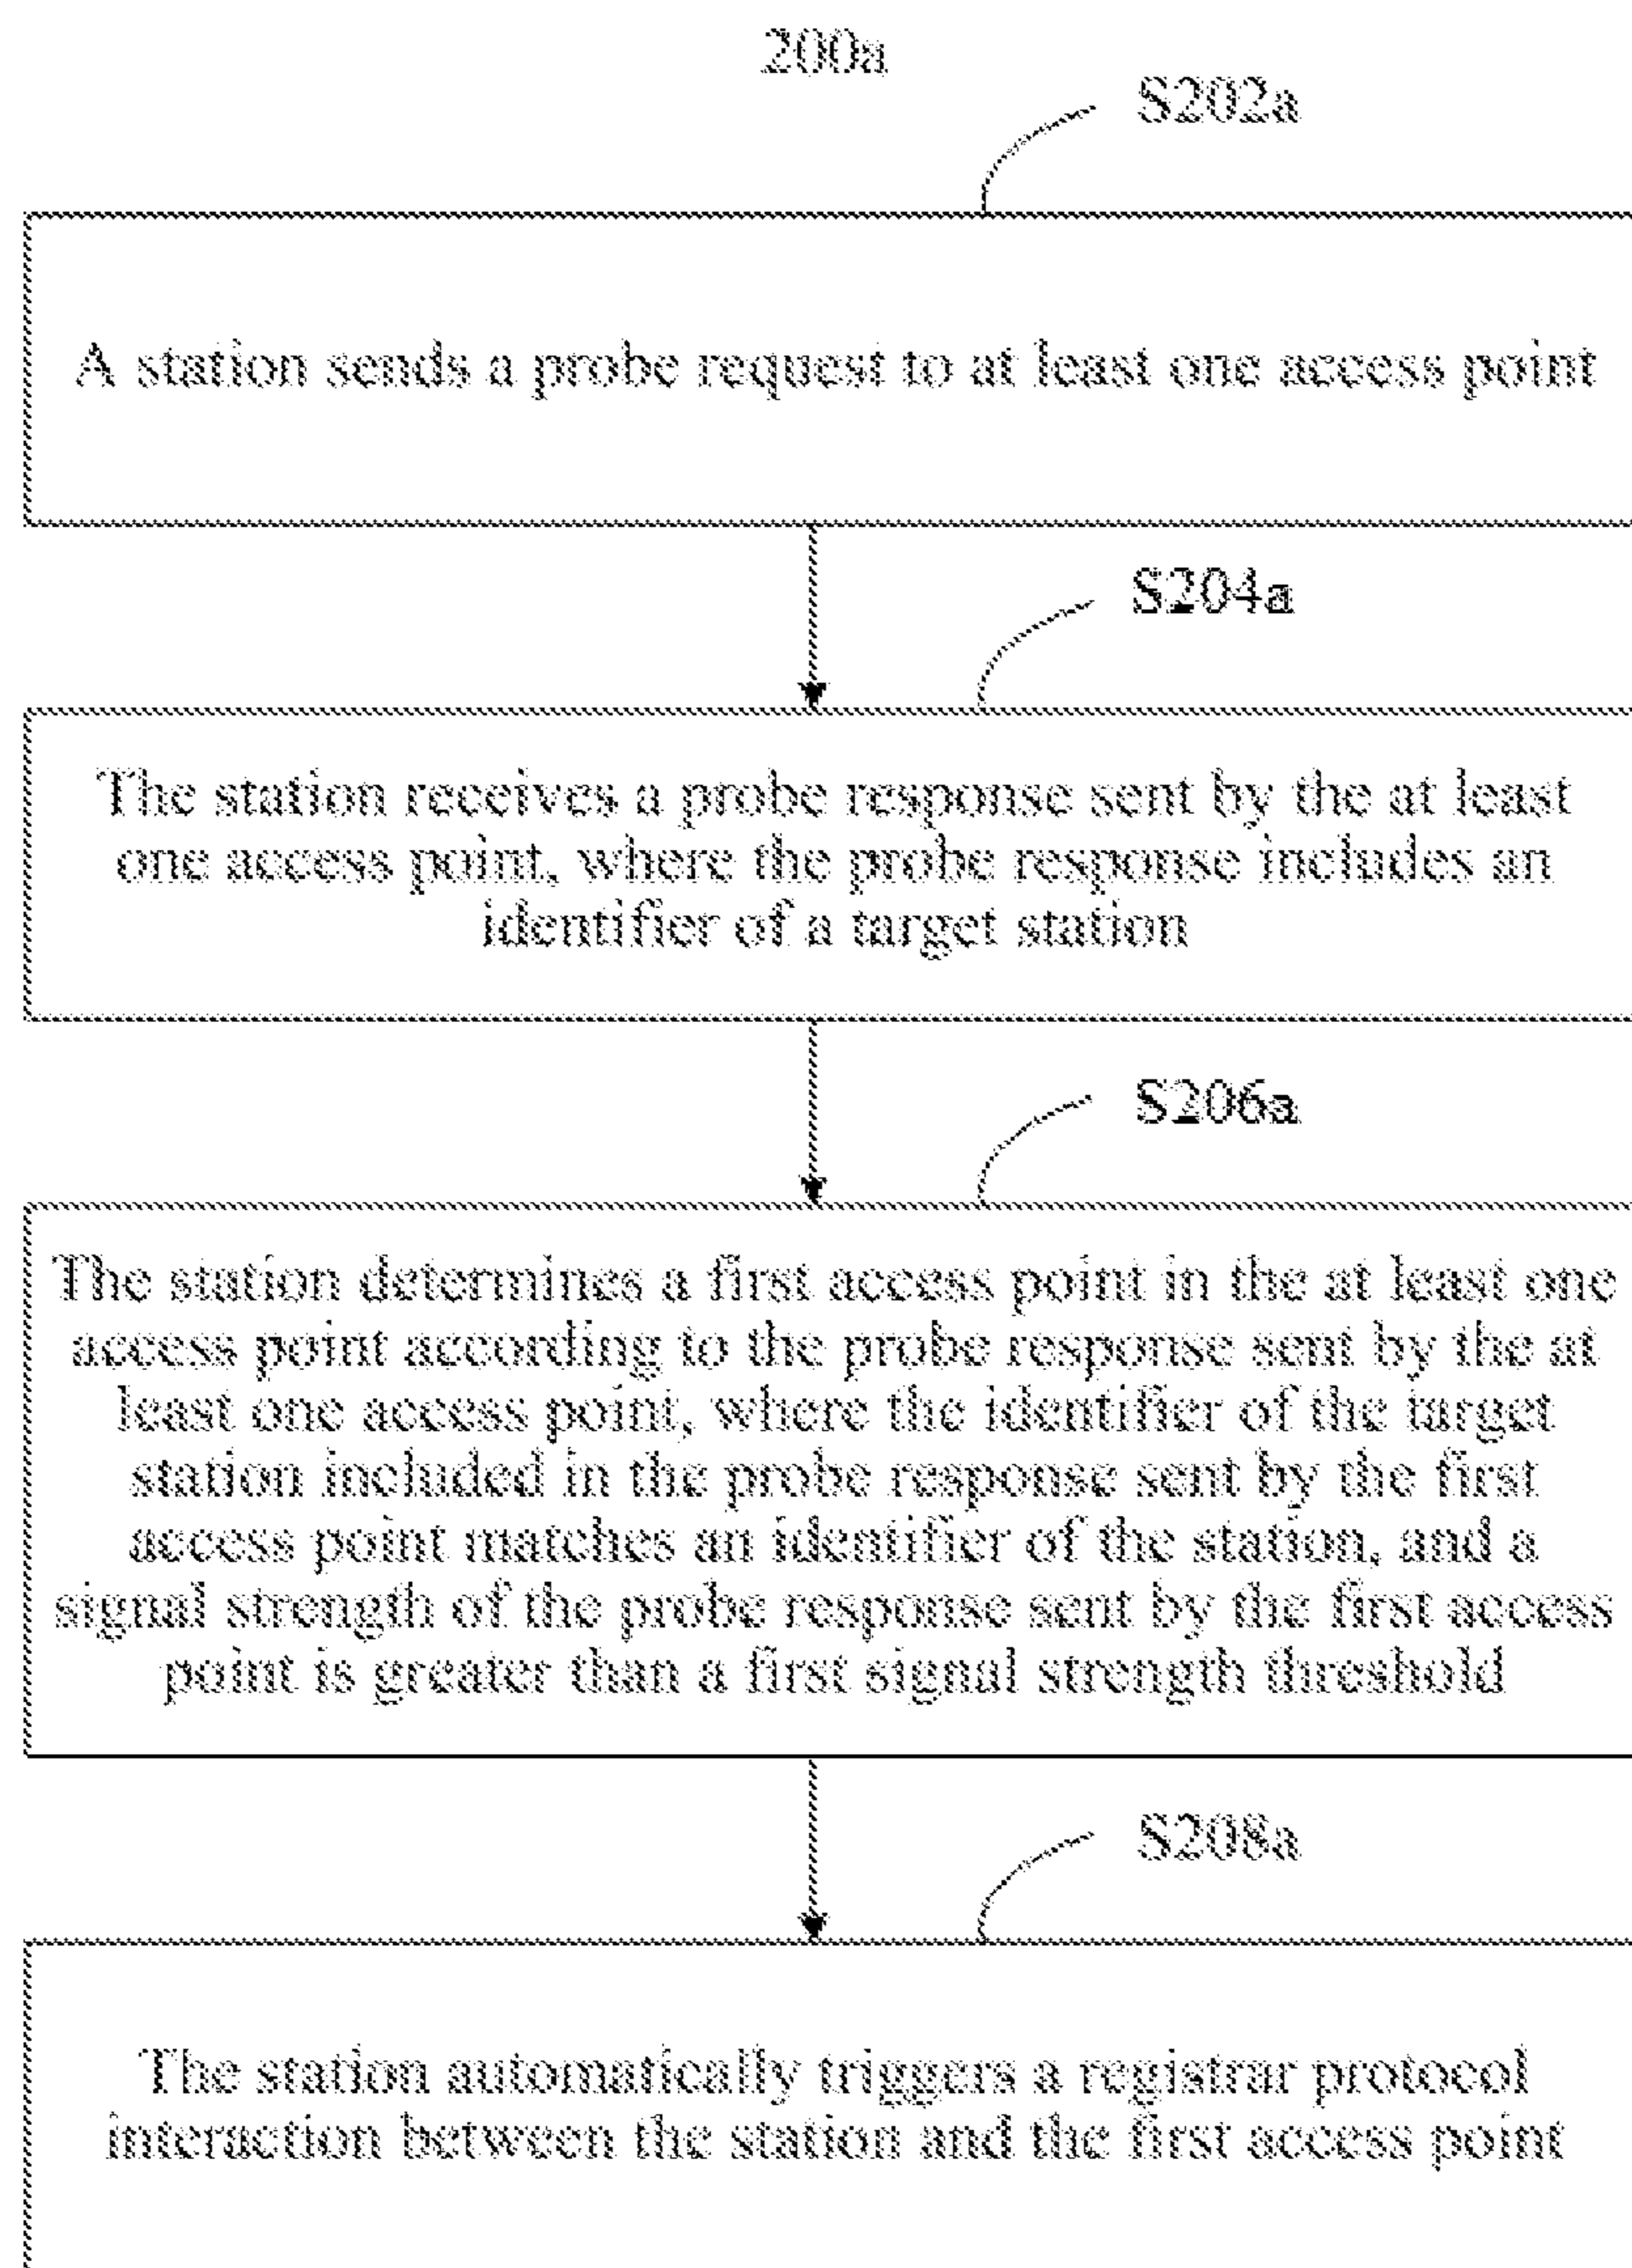 200a
S202a
A station sends a probe request to at least one access point
S204a
The station receives a probe response sent by the at least
one access point, where the probe response includes an
identifier of a target station
S206a
The station determines a first access point in the at least one
access point according to the probe response sent by the at
least one access point, where the identifier of the target
station included in the probe response sent by the first
access point matches an identifier of the station, and a
signal strength of the probe response sent by the first access
point is greater than a first signal strength threshold
S208a
The station automatically triggers a registrar protocol
interaction between the station and the first access point